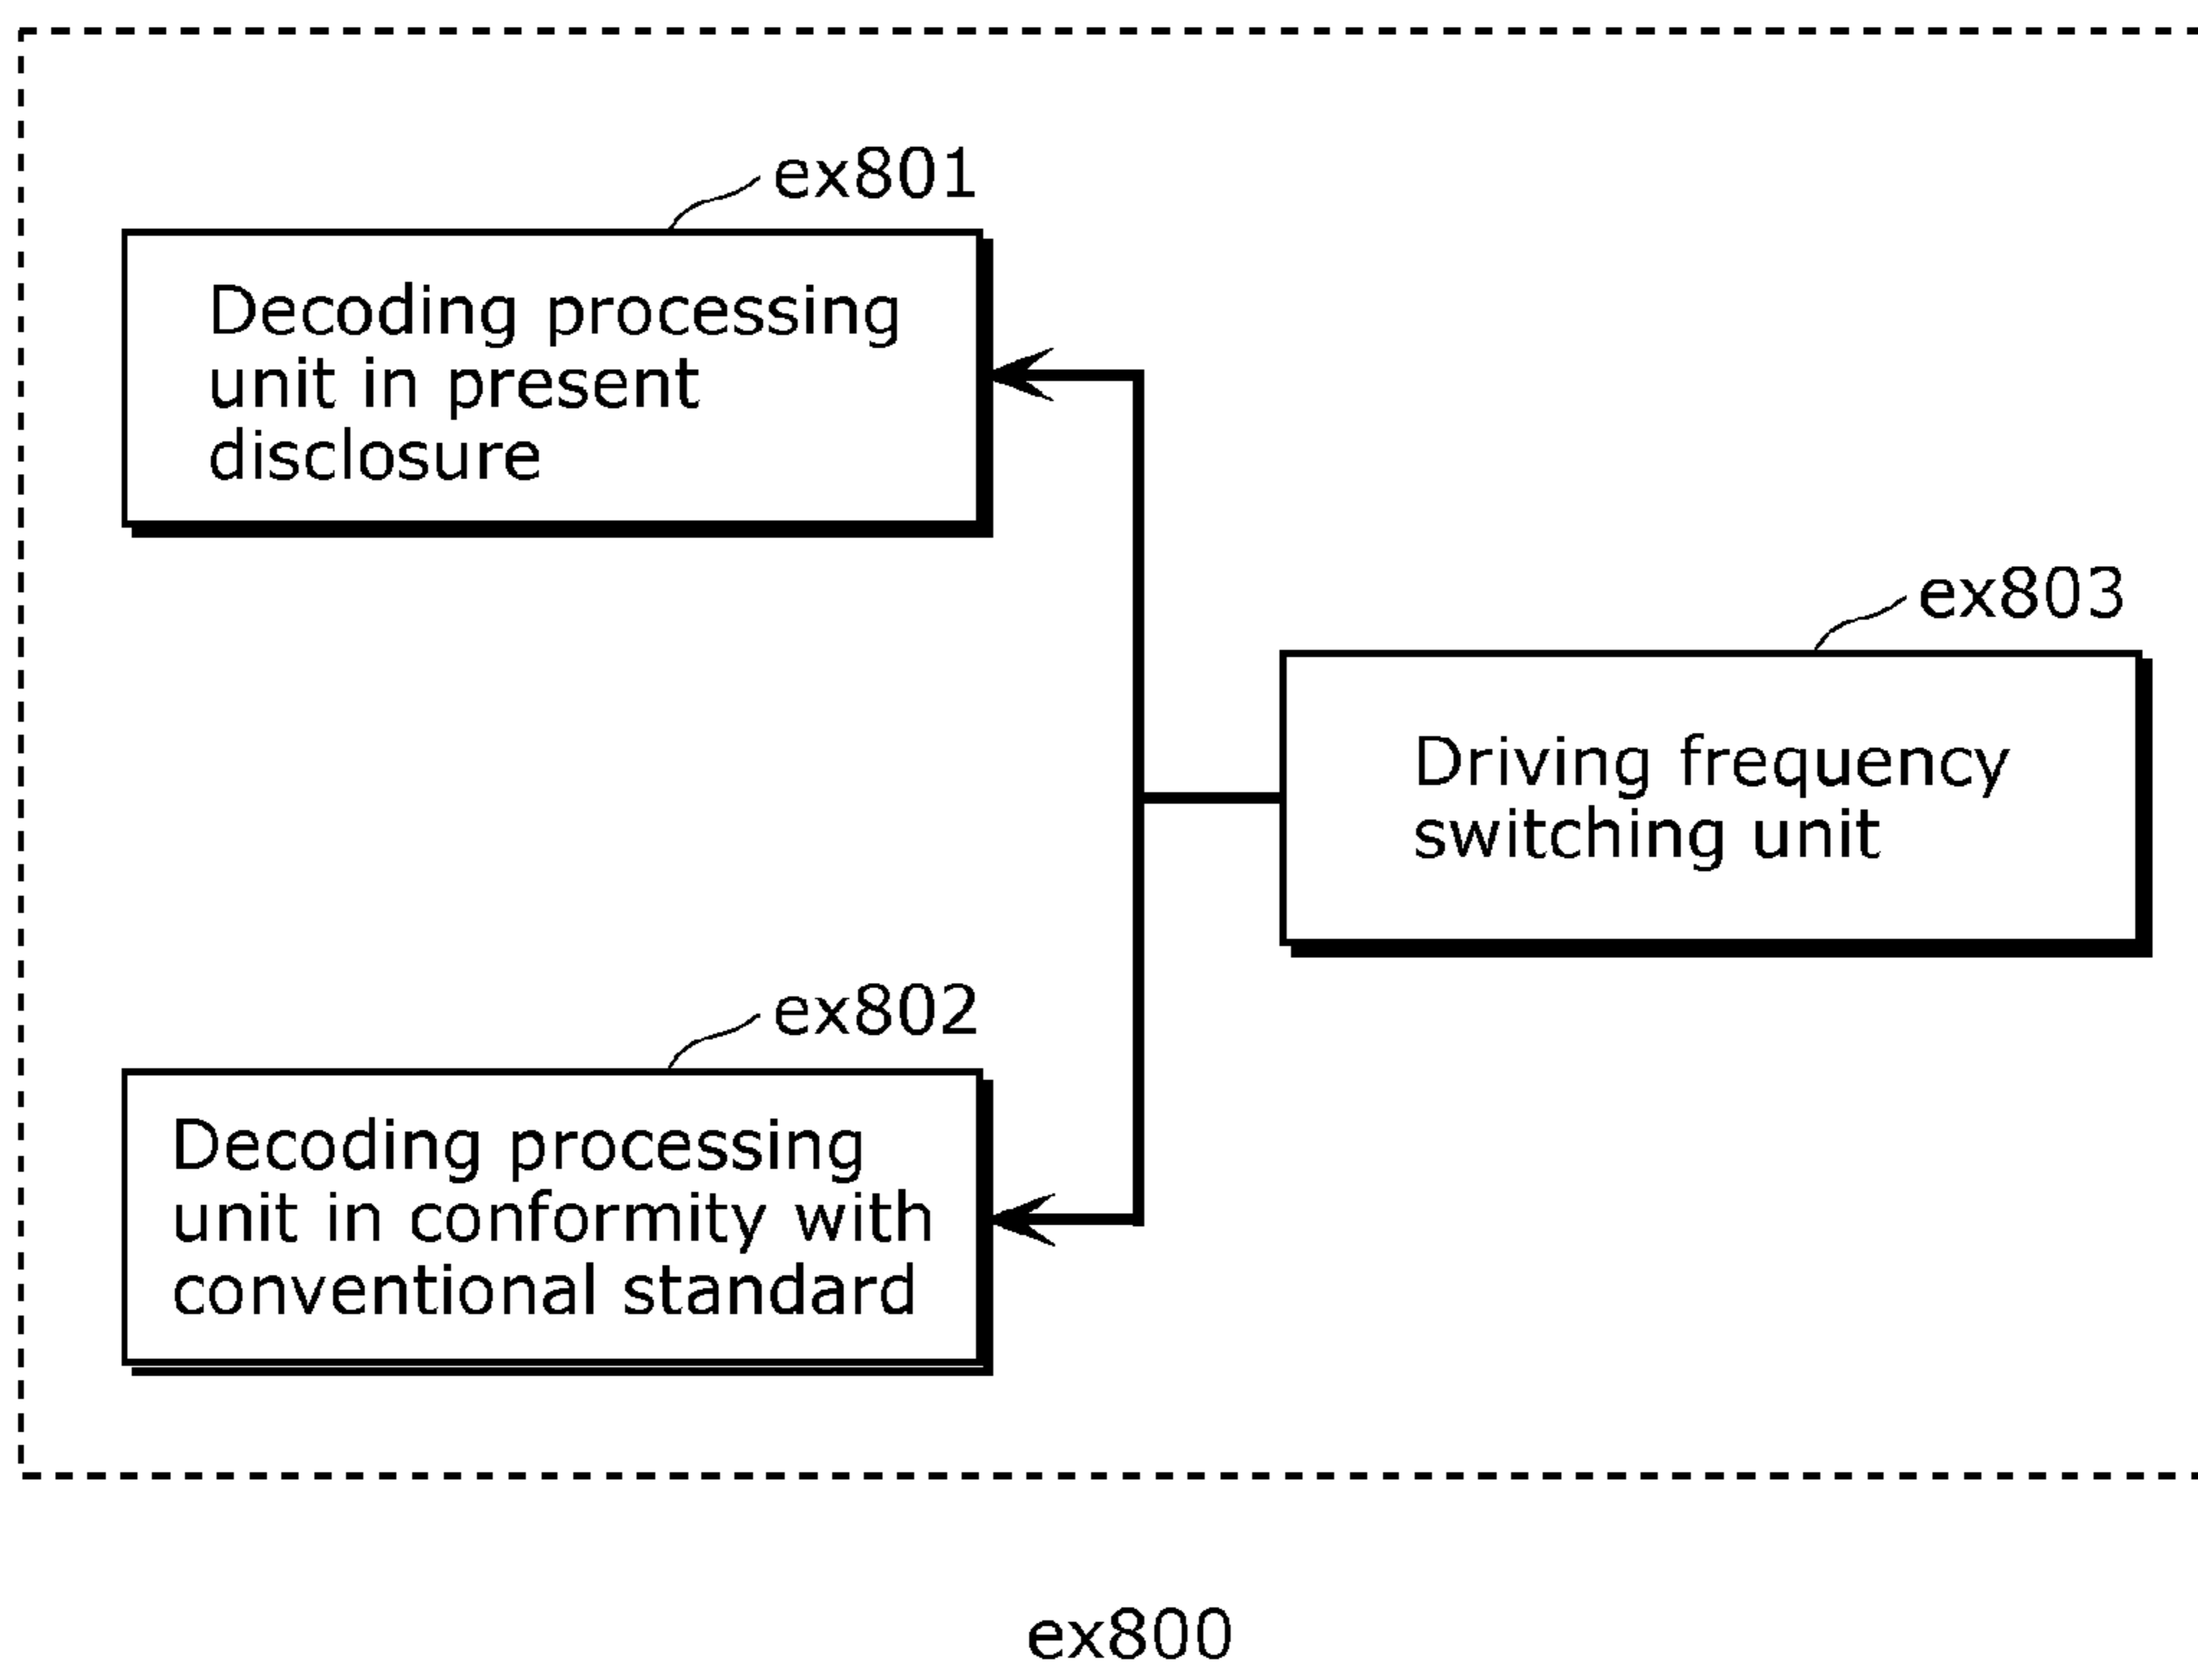 ex801
Decoding processing
unit in present
disclosure
ex803
Driving frequency
switching unit
ex802
Decoding processing
unit in conformity with
conventional standard
ex800